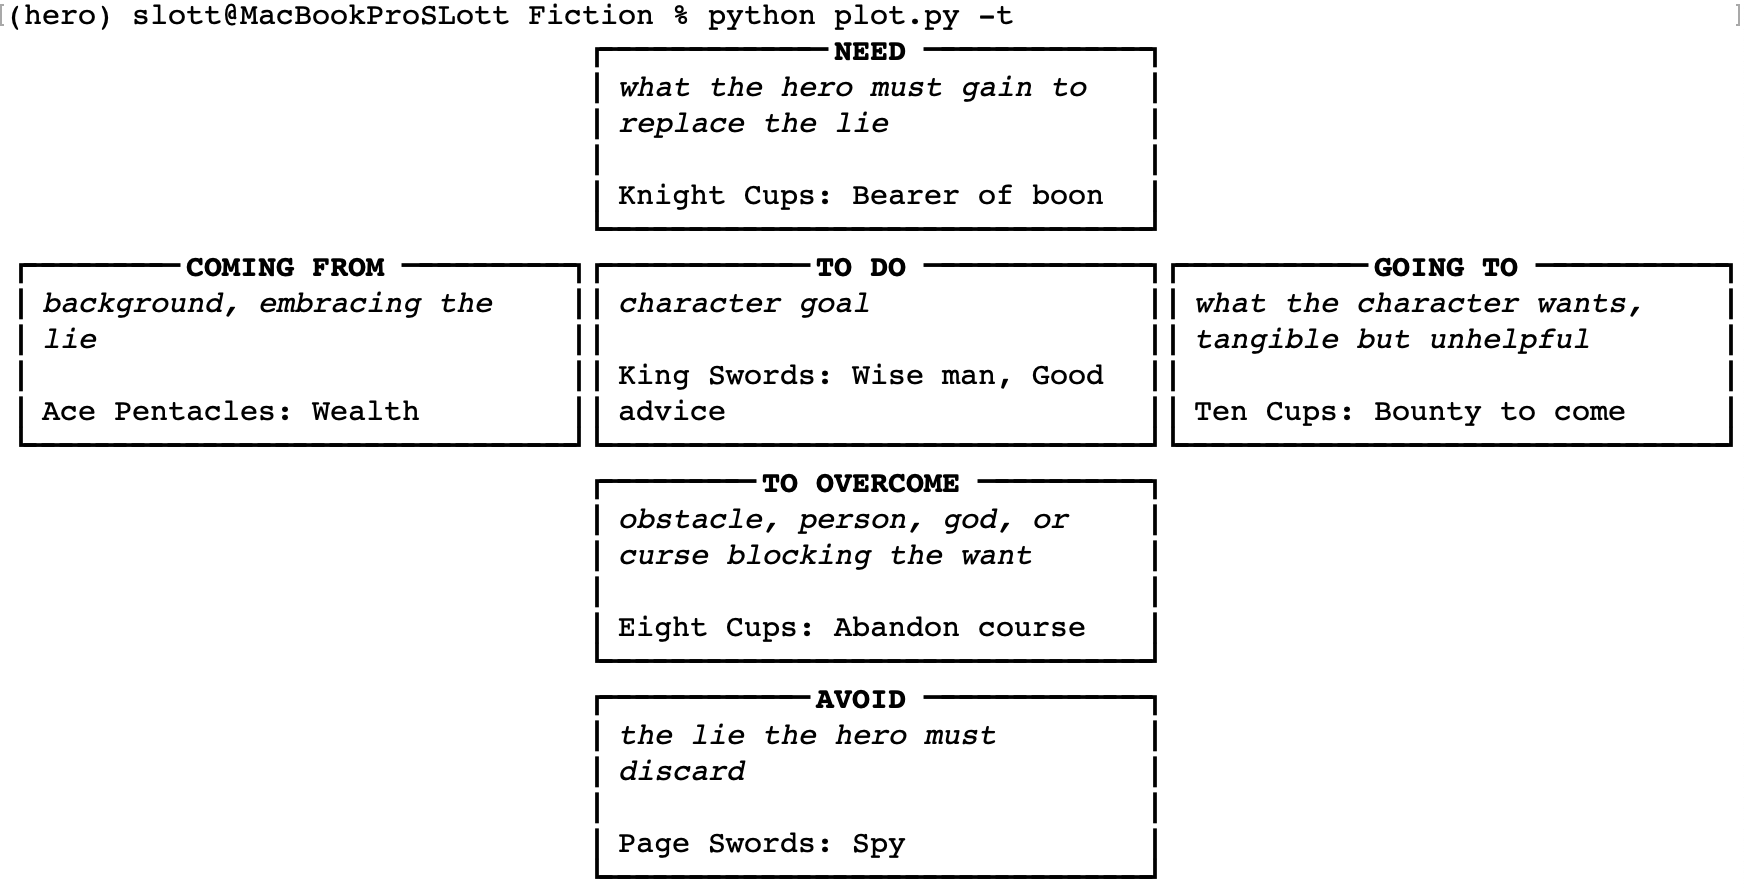 (hero) slott@MacBookProSLott Fiction % python plot.py -t
NEED
what the hero must gain to
replace the lie
Knight Cups: Bearer of boon
COMING FROM
background, embracing the
lie
Ace Pentacles: Wealth
TO DO
character goal
King Swords: Wise man, Good
advice
GOING TO
what the character wants,
tangible but unhelpful
Ten Cups: Bounty to come
TO OVERCOME
obstacle, person, god, or
curse blocking the want
Eight Cups: Abandon course
AVOID
the lie the hero must
discard
Page Swords: Spy